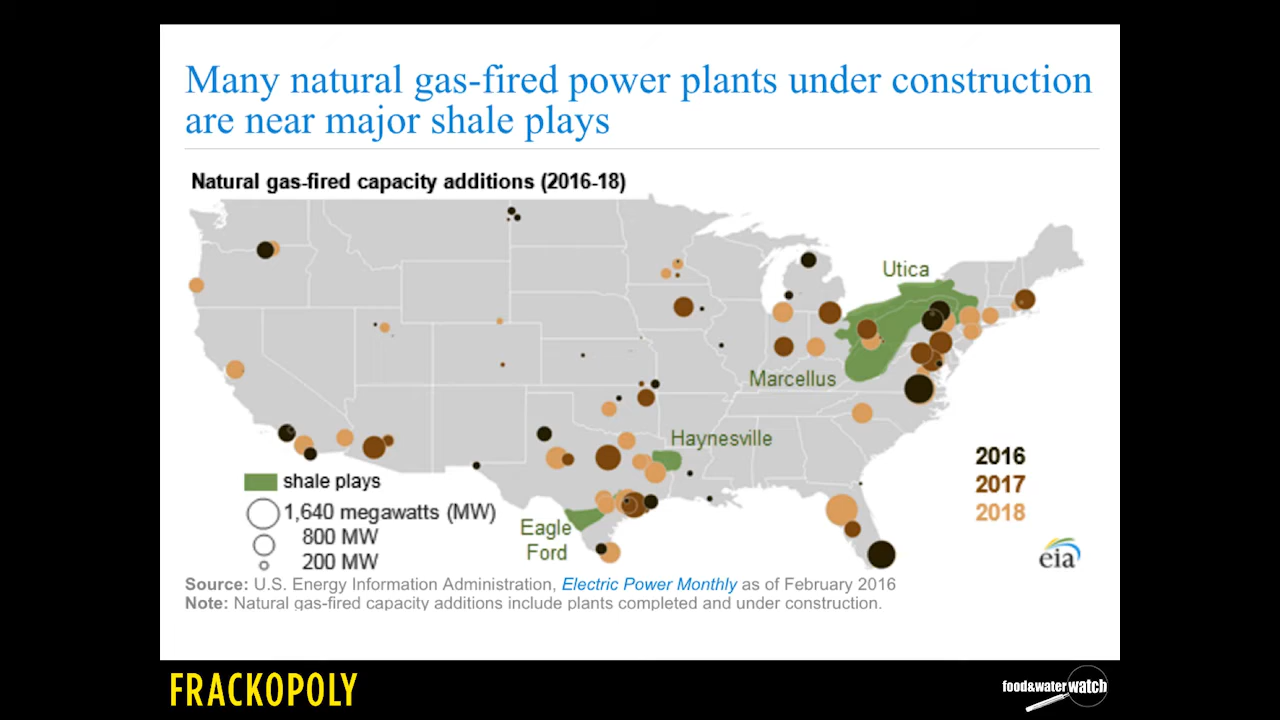 Many natural gas-fired power plants under construction
are near major shale plays
Natural gas-fired capacity additions (2016-18)
Utica
Marcellus
Haynesville
Eagle
Ford
shale plays
1,640 megawatts (MW)
800 MW
200 MW
2016
2017
2018
eia
Source: U.S. Energy Information Administration, Electric Power Monthly as of February 2016
Note: Natural gas-fired capacity additions include plants completed and under construction.
FRACKOPOLY
food&waterwatch